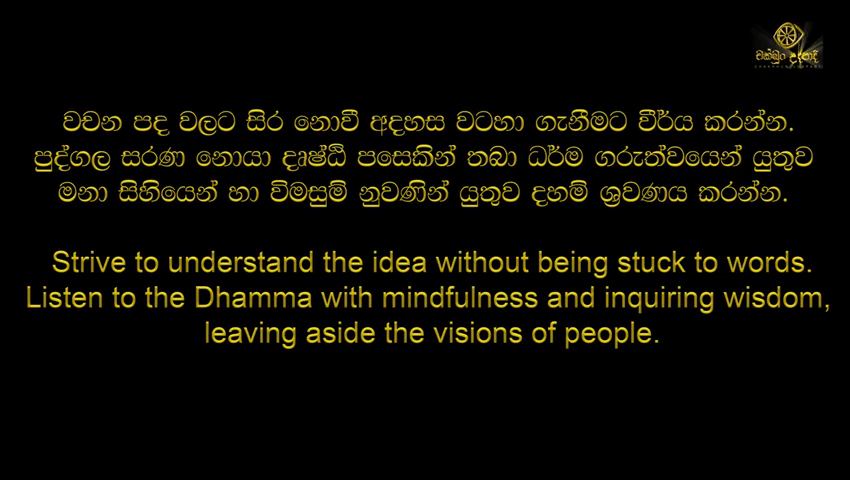 චක්ඛුං උදපාදී
වචන පද වලට සිර නොවී අදහස වටහා ගැනීමට වීර්ය කරන්න.
පුද්ගල සරණ නොයා දෘෂ්ඨි පසෙකින් තබා ධර්ම ගරුත්වයෙන් යුතුව
මනා සිහියෙන් හා විමසුම් නුවණින් යුතුව දහම් ශ්‍රවණය කරන්න.
Strive to understand the idea without being stuck to words.
Listen to the Dhamma with mindfulness and inquiring wisdom,
leaving aside the visions of people.